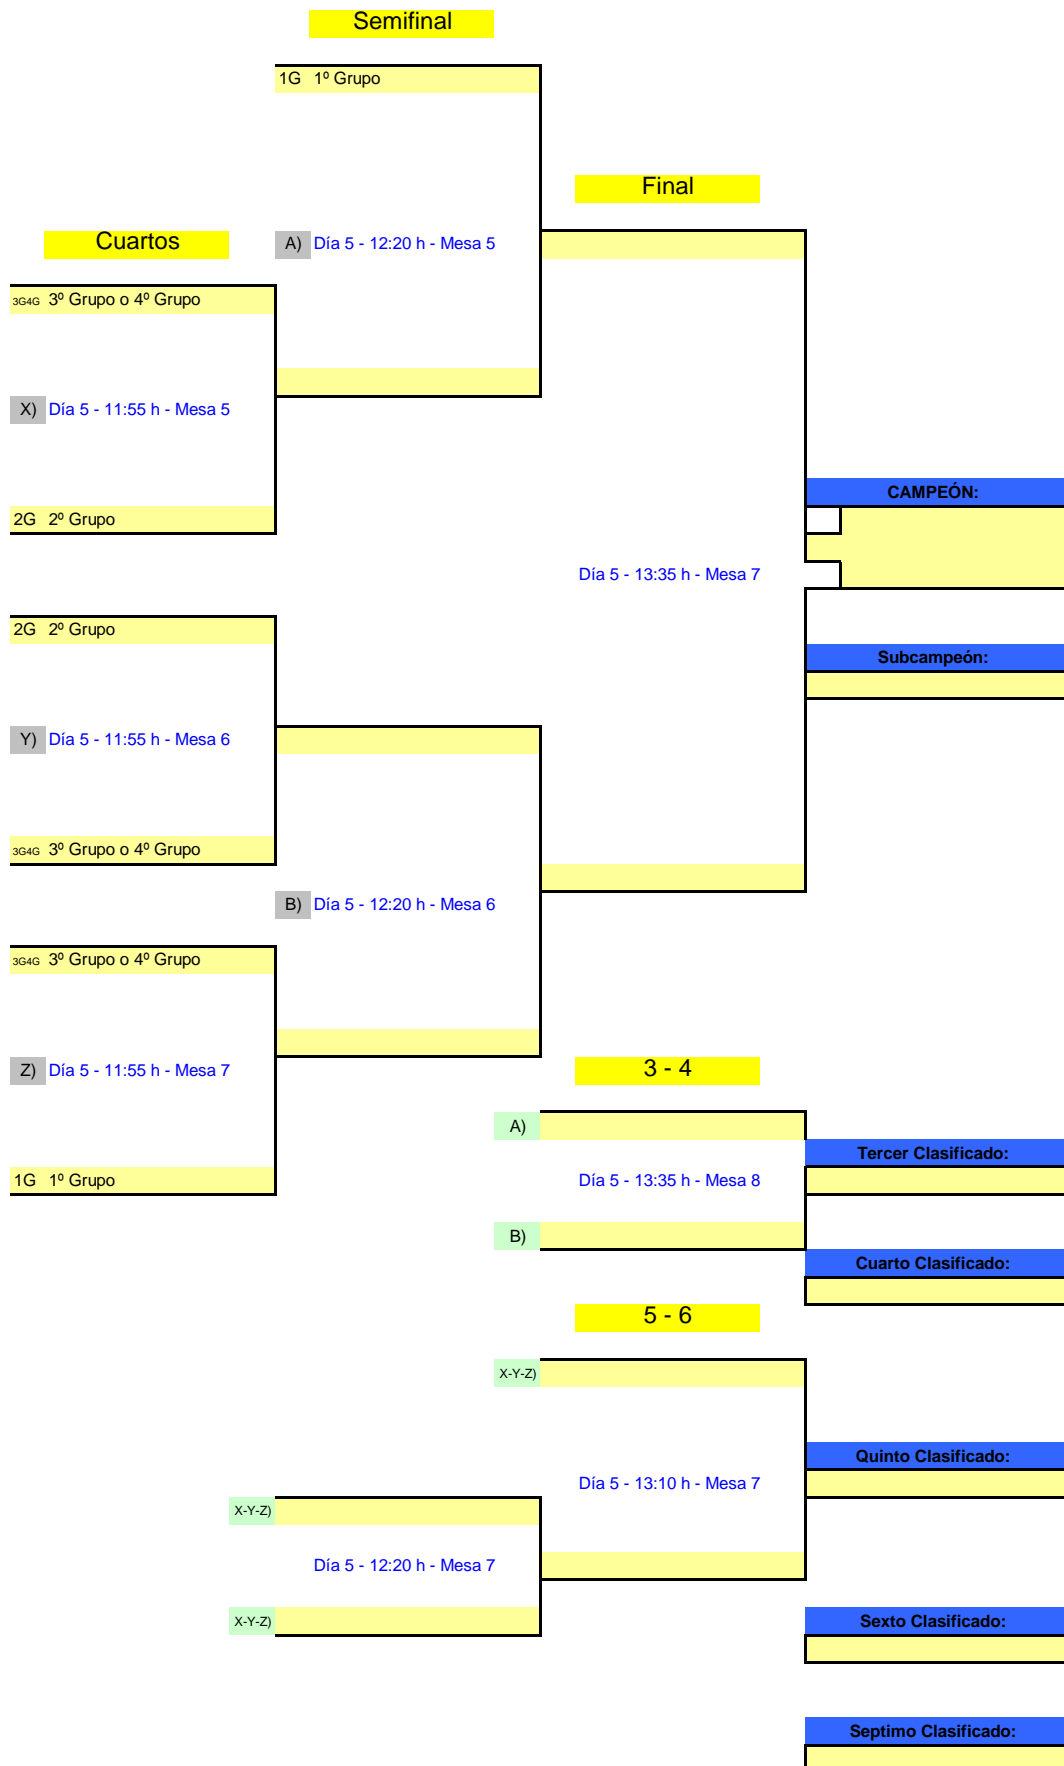 Semifinal
1G 1º Grupo
Final
Cuartos
A) Día 5 - 12:20 h - Mesa 5
3G4G 3º Grupo o 4º Grupo
X) Día 5 - 11:55 h - Mesa 5
CAMPEÓN:
2G 2º Grupo
Día 5 - 13:35 h - Mesa 7
2G 2º Grupo
Subcampeón:
Y) Día 5 - 11:55 h - Mesa 6
3G4G 3º Grupo o 4º Grupo
B) Día 5 - 12:20 h - Mesa 6
3G4G 3º Grupo o 4º Grupo
Z) Día 5 - 11:55 h - Mesa 7
3 - 4
A)
Tercer Clasificado:
1G 1º Grupo
Día 5 - 13:35 h - Mesa 8
B)
Cuarto Clasificado:
5 - 6
X-Y-Z)
Quinto Clasificado:
Día 5 - 13:10 h - Mesa 7
X-Y-Z)
Día 5 - 12:20 h - Mesa 7
X-Y-Z)
Sexto Clasificado:
Septimo Clasificado: